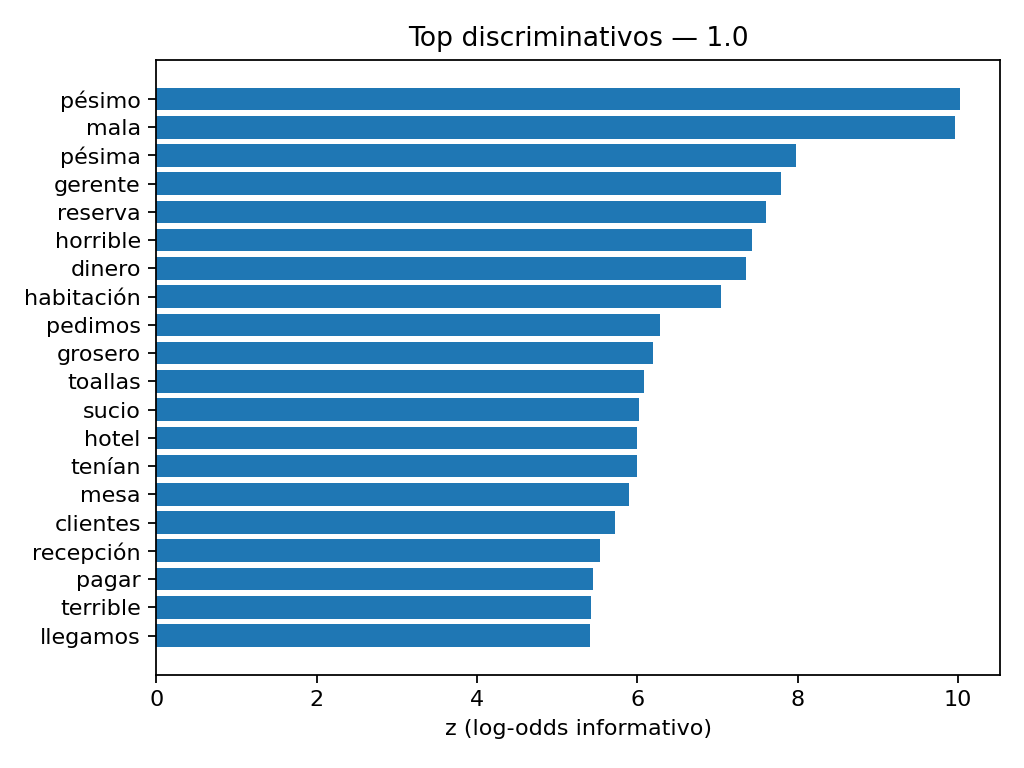 Top discriminativos — 1.0
pésimo
mala
pésima
gerente
reserva
horrible
dinero
habitación
pedimos
grosero
toallas
sucio
hotel
tenían
mesa
clientes
recepción
pagar
terrible
llegamos
0 2 4 6 8 10
z (log-odds informativo)